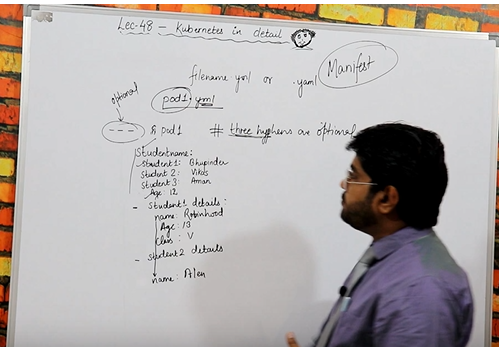 Lec-48 - Kubernetes in detail
filename yml or .yaml
Manifest
pod1.yml
optional
--- pod1 # three hyphens are optional
Studentname:
Student1: Bhupinder
Student 2: Vikas
Student 3: Aman
Age: 12
- Student1 details:
name: Robinhood
Age: 13
Class: V
- student2 details
name: Alen